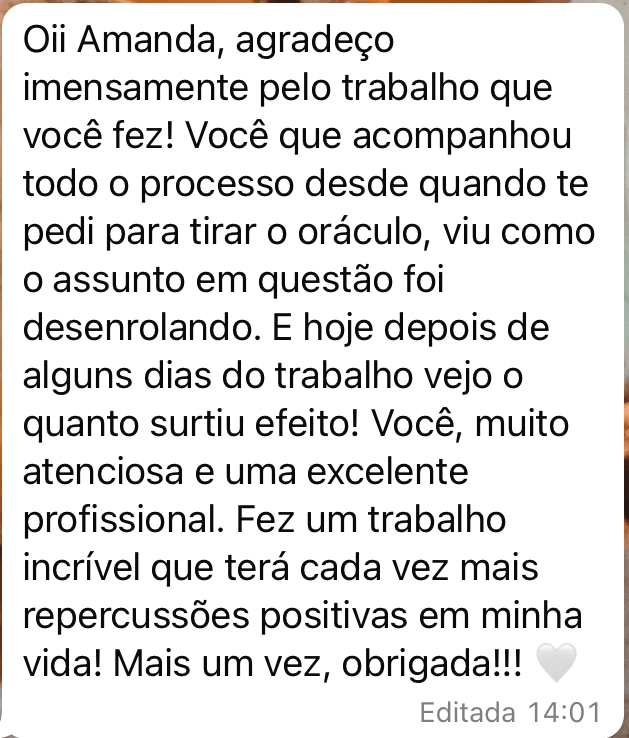 Oii Amanda, agradeço
imensamente pelo trabalho que
você fez! Você que acompanhou
todo o processo desde quando te
pedi para tirar o oráculo, viu como
o assunto em questão foi
desenrolando. E hoje depois de
alguns dias do trabalho vejo o
quanto surtiu efeito! Você, muito
atenciosa e uma excelente
profissional. Fez um trabalho
incrível que terá cada vez mais
repercussões positivas em minha
vida! Mais um vez, obrigada!!! 🤍
Editada 14:01